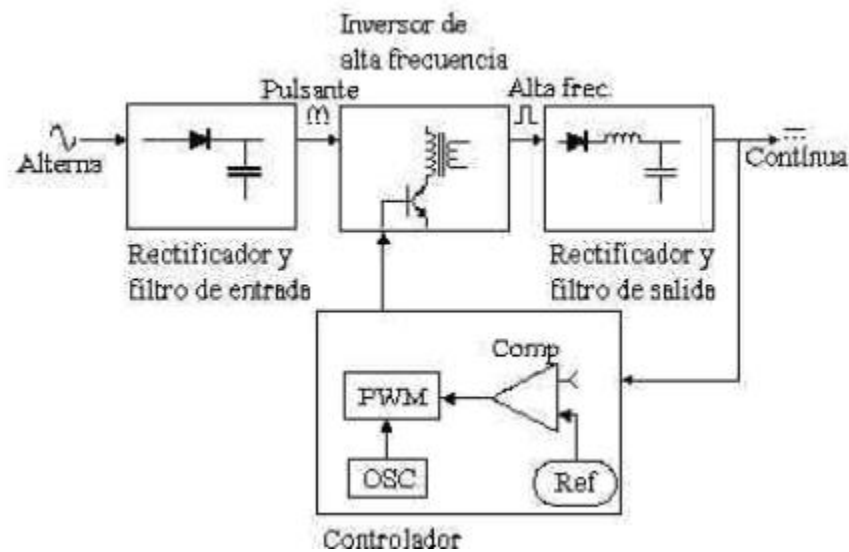 Inversor de
alta frecuencia
Pulsante
Alta frec.
Alterna
Contínua
Rectificador y
filtro de entrada
Rectificador y
filtro de salida
Comp
PWM
OSC
Ref
Controlador